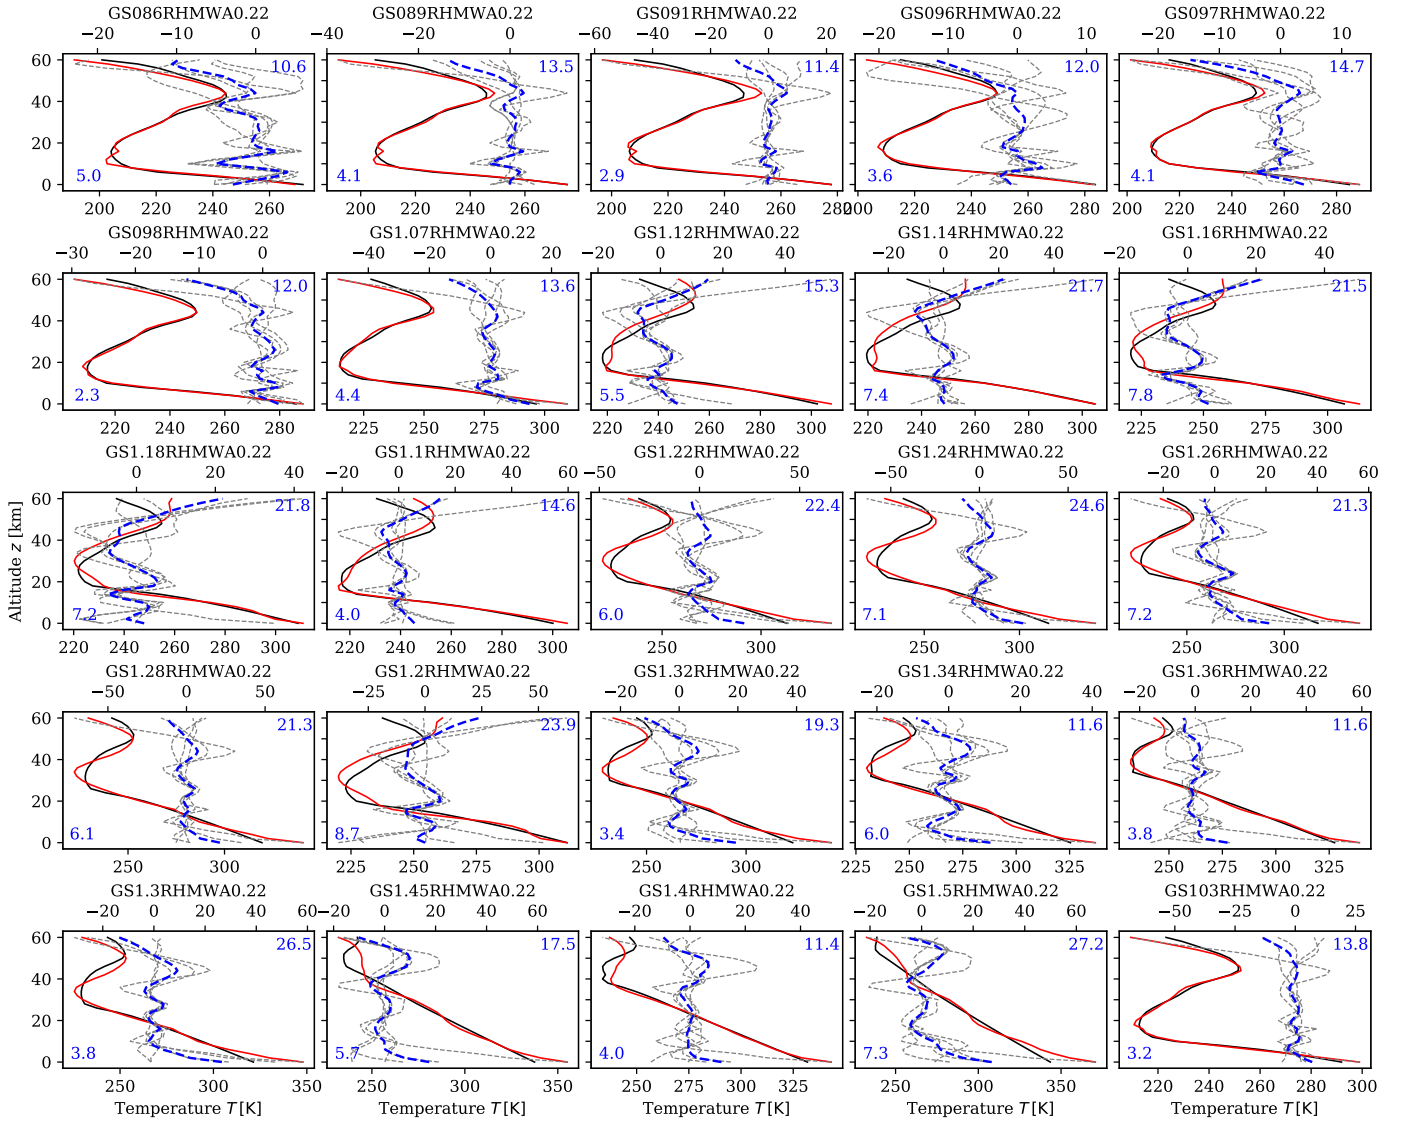 GS086RHMWA0.22 GS089RHMWA0.22 GS091RHMWA0.22 GS096RHMWA0.22 GS097RHMWA0.22
−20 −10 0 −40 −20 0 −60 −40 −20 0 20 −20 −10 0 10 −20 −10 0 10
60 10.6 13.5 11.4 12.0 14.7
40
20
0 5.0 4.1 2.9 3.6 4.1
200 220 240 260 200 220 240 260 200 220 240 260 280 200 220 240 260 280 200 220 240 260 280
GS098RHMWA0.22 GS1.07RHMWA0.22 GS1.12RHMWA0.22 GS1.14RHMWA0.22 GS1.16RHMWA0.22
−30 −20 −10 0 −40 −20 0 20 −20 0 20 40 −20 0 20 40 −20 0 20 40
60 12.0 13.6 15.3 21.7 21.5
40
20
0 2.3 4.4 5.5 7.4 7.8
220 240 260 280 225 250 275 300 220 240 260 280 300 220 240 260 280 300 225 250 275 300
GS1.18RHMWA0.22 GS1.1RHMWA0.22 GS1.22RHMWA0.22 GS1.24RHMWA0.22 GS1.26RHMWA0.22
0 20 40 −20 0 20 40 60 −50 0 50 −50 0 50 −20 0 20 40 60
60 21.8 14.6 22.4 24.6 21.3
40
20
0 7.2 4.0 6.0 7.1 7.2
Altitude z [km]
220 240 260 280 300 220 240 260 280 300 250 300 250 300 250 300
GS1.28RHMWA0.22 GS1.2RHMWA0.22 GS1.32RHMWA0.22 GS1.34RHMWA0.22 GS1.36RHMWA0.22
−50 0 50 −25 0 25 50 −20 0 20 40 −20 0 20 40 −20 0 20 40 60
60 21.3 23.9 19.3 11.6 11.6
40
20
0 6.1 8.7 3.4 6.0 3.8
250 300 220 250 275 300 250 300 225 250 275 300 325 250 300
GS1.3RHMWA0.22 GS1.45RHMWA0.22 GS1.4RHMWA0.22 GS1.5RHMWA0.22 GS103RHMWA0.22
−20 0 20 40 60 −20 0 20 40 60 −20 0 20 40 −20 0 20 40 60 −50 0 25
60 26.5 17.5 11.4 27.2 13.8
40
20
0 3.8 5.7 4.0 7.3 3.2
250 300 350 250 300 350 250 275 300 325 250 300 350 220 240 260 280 300
Temperature T [K] Temperature T [K] Temperature T [K] Temperature T [K] Temperature T [K]